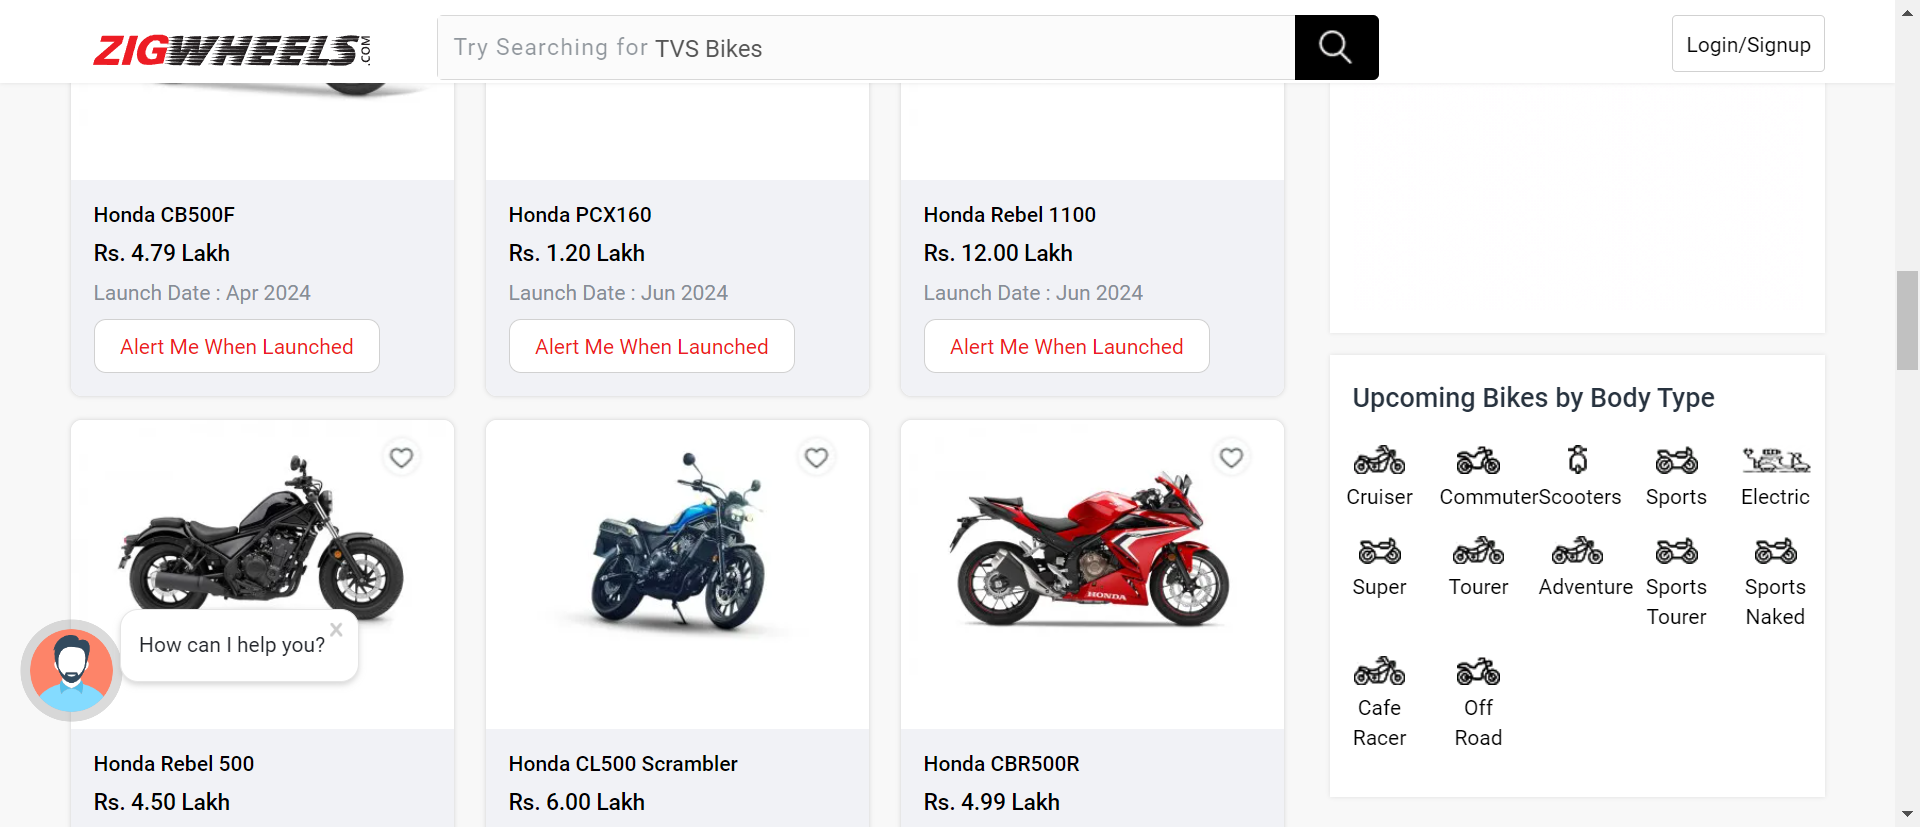 ZIGWHEELS.COM
Try Searching for TVS Bikes
Login/Signup
Honda CB500F
Rs. 4.79 Lakh
Launch Date : Apr 2024
Alert Me When Launched
Honda PCX160
Rs. 1.20 Lakh
Launch Date : Jun 2024
Alert Me When Launched
Honda Rebel 1100
Rs. 12.00 Lakh
Launch Date : Jun 2024
Alert Me When Launched
Honda Rebel 500
Rs. 4.50 Lakh
Honda CL500 Scrambler
Rs. 6.00 Lakh
HONDA
Honda CBR500R
Rs. 4.99 Lakh
How can I help you?
Upcoming Bikes by Body Type
Cruiser
Commuter
Scooters
Sports
Electric
Super
Tourer
Adventure
Sports
Tourer
Sports
Naked
Cafe
Racer
Off
Road